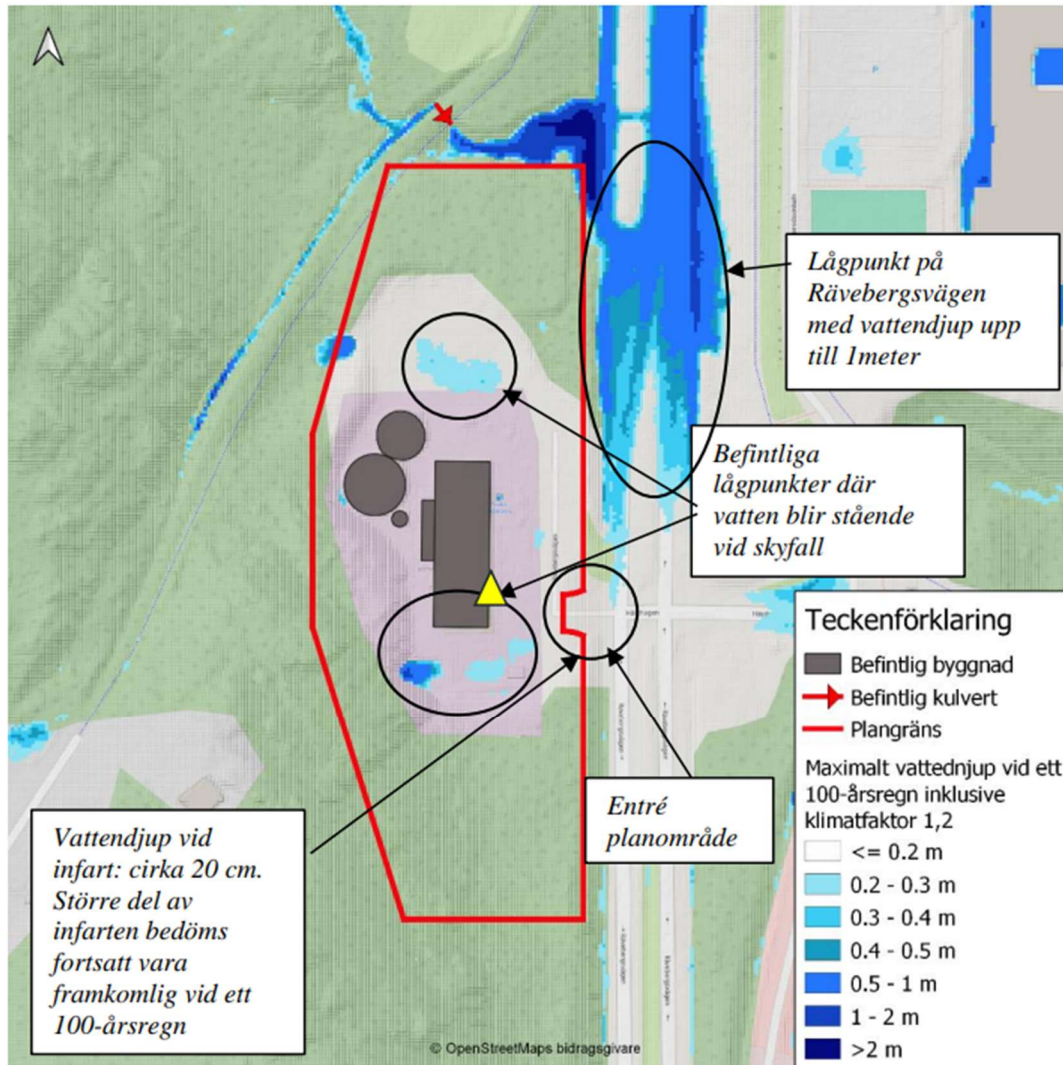 Lågpunkt på
Rävebergsvägen
med vattendjup upp
till 1meter
Befintliga
lågpunkter där
vatten blir stående
vid skyfall
Entré
planområde
Vattendjup vid
infart: cirka 20 cm.
Större del av
infarten bedöms
fortsatt vara
framkomlig vid ett
100-årsregn
Teckenförklaring
Befintlig byggnad
Befintlig kulvert
Plangräns
Maximalt vattednjup vid ett
100-årsregn inklusive
klimatfaktor 1,2
<= 0.2 m
0.2 - 0.3 m
0.3 - 0.4 m
0.4 - 0.5 m
0.5 - 1 m
1 - 2 m
>2 m
P
© OpenStreetMaps bidragsgivare